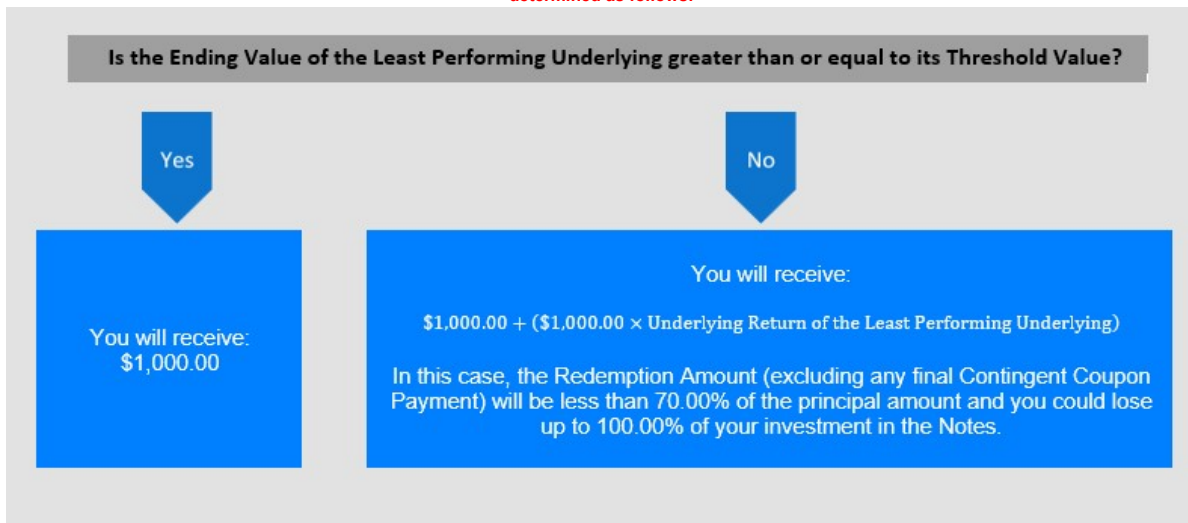 determined as follows:
Is the Ending Value of the Least Performing Underlying greater than or equal to its Threshold Value?
Yes
No
You will receive:
$1,000.00
You will receive:
$1,000.00 + ($1,000.00 × Underlying Return of the Least Performing Underlying)
In this case, the Redemption Amount (excluding any final Contingent Coupon
Payment) will be less than 70.00% of the principal amount and you could lose
up to 100.00% of your investment in the Notes.